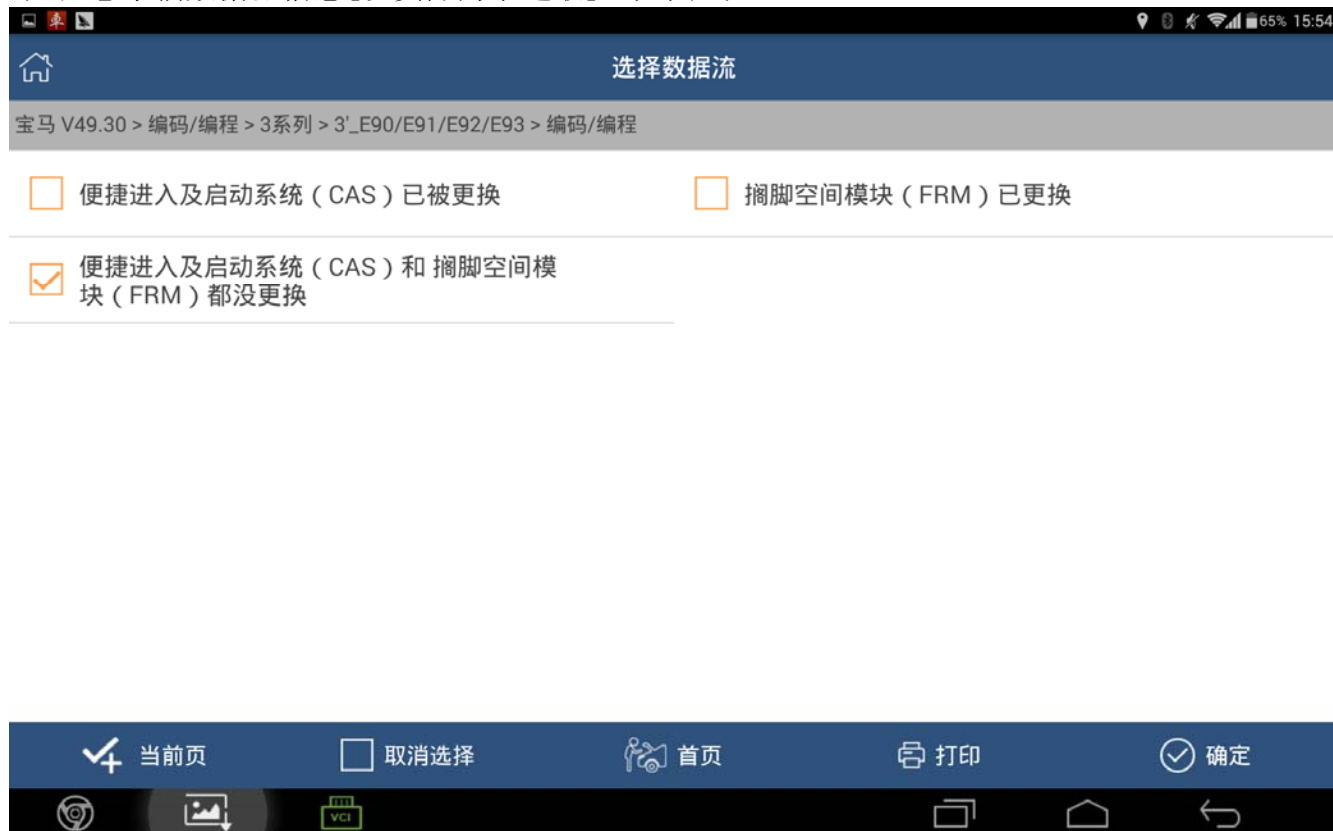 65% 15:54
选择数据流
宝马 V49.30 > 编码/编程 > 3系列 > 3'_E90/E91/E92/E93 > 编码/编程
便捷进入及启动系统（CAS）已被更换
搁脚空间模块（FRM）已更换
便捷进入及启动系统（CAS）和 搁脚空间模
块（FRM）都没更换
当前页
取消选择
首页
打印
确定
VCI